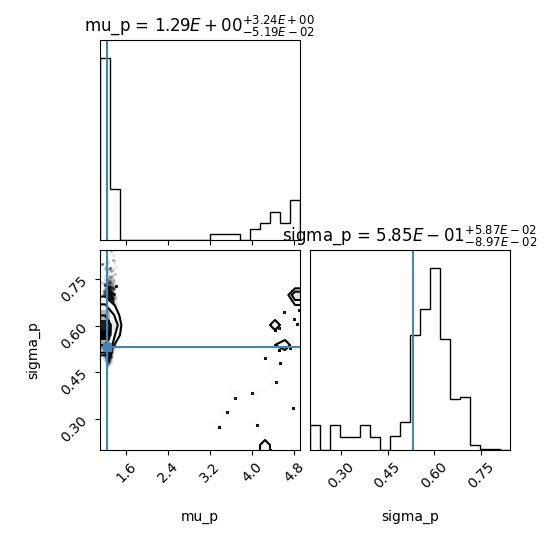 mu_p = 1.29E + 00+3.24E+00 −5.19E−02
sigma_p = 5.85E − 01+5.87E−02 −8.97E−02
0.75
0.60
0.45
0.30
sigma_p
1.6 2.4 3.2 4.0 4.8
mu_p
0.30 0.45 0.60 0.75
sigma_p